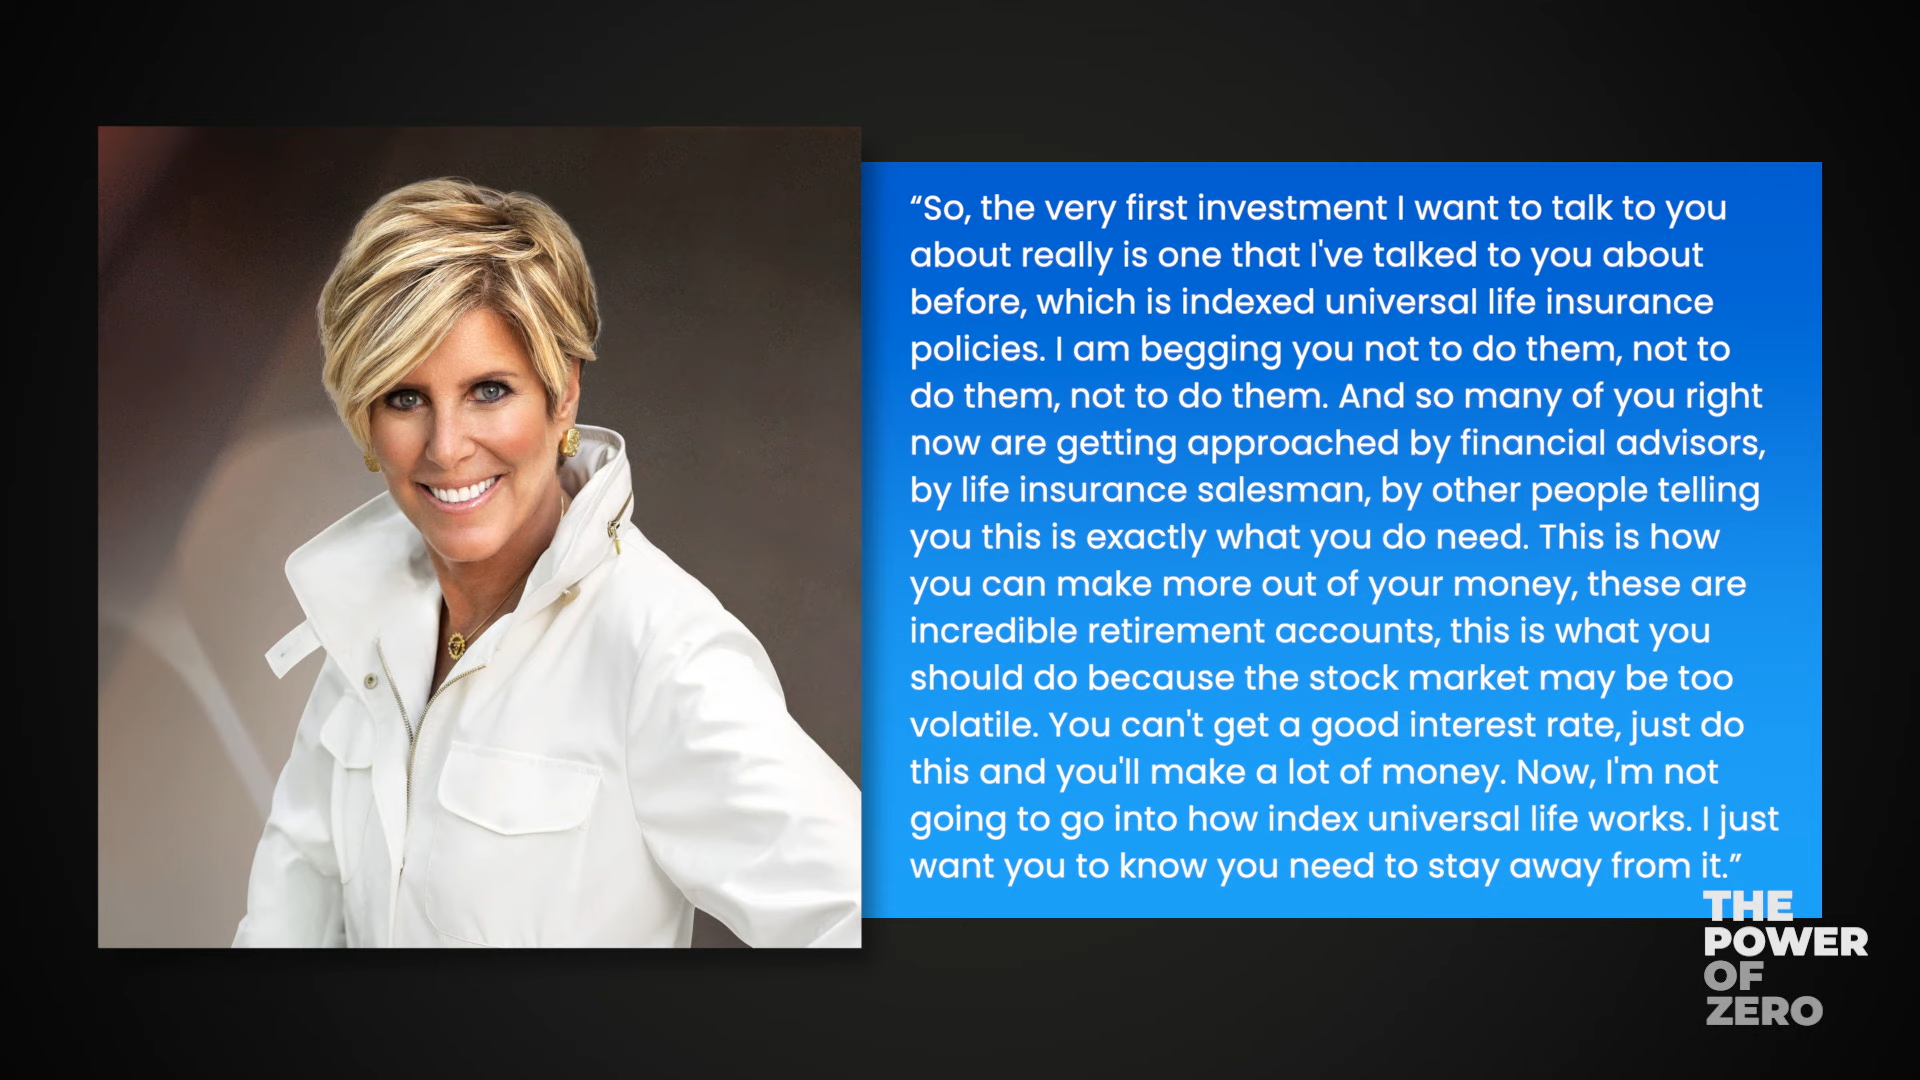 “So, the very first investment I want to talk to you
about really is one that I've talked to you about
before, which is indexed universal life insurance
policies. I am begging you not to do them, not to
do them, not to do them. And so many of you right
now are getting approached by financial advisors,
by life insurance salesman, by other people telling
you this is exactly what you do need. This is how
you can make more out of your money, these are
incredible retirement accounts, this is what you
should do because the stock market may be too
volatile. You can't get a good interest rate, just do
this and you'll make a lot of money. Now, I'm not
going to go into how index universal life works. I just
want you to know you need to stay away from it.”
THE
POWER
OF
ZERO